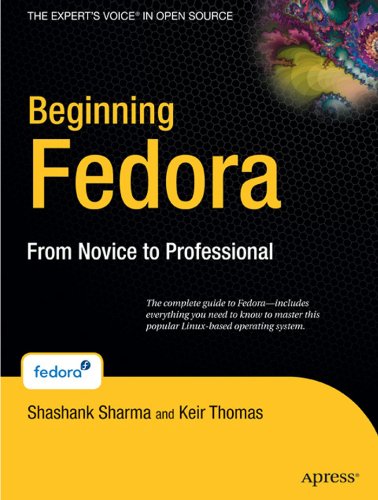 THE EXPERT'S VOICE® IN OPEN SOURCE
Beginning
Fedora
From Novice to Professional
The complete guide to Fedora—includes
everything you need to know to master this
popular Linux-based operating system.
fedora f
Shashank Sharma and Keir Thomas
Apress®